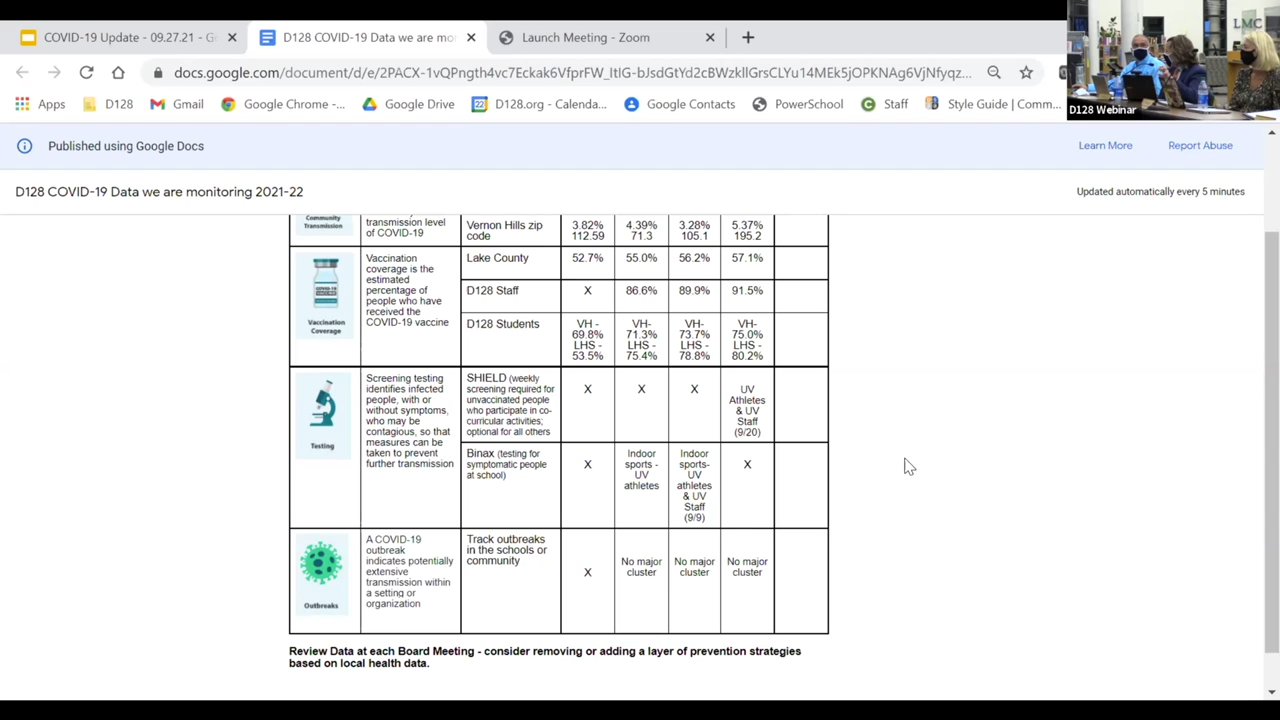 COVID-19 Update - 09.27.21 - Go
D128 COVID-19 Data we are mon
Launch Meeting - Zoom
docs.google.com/document/d/e/2PACX-1vQPngth4vc7Eckak6VfprFW_ItIG-bJsdGtYd2cBWzkllGrsCLYu14MEk5jOPKNAg6VjNfyqz...
Apps
D128
Gmail
Google Chrome -...
Google Drive
D128.org - Calenda...
Google Contacts
PowerSchool
Staff
Style Guide | Comm...
LMC
D128 Webinar
Published using Google Docs
Learn More
Report Abuse
D128 COVID-19 Data we are monitoring 2021-22
Updated automatically every 5 minutes
Community
Transmission
transmission level
of COVID-19
Vernon Hills zip
code
3.82%
112.59
4.39%
71.3
3.28%
105.1
5.37%
195.2
COVID-19
VACCINE
Vaccination
Coverage
Vaccination
coverage is the
estimated
percentage of
people who have
received the
COVID-19 vaccine
Lake County
52.7%
55.0%
56.2%
57.1%
D128 Staff
X
86.6%
89.9%
91.5%
D128 Students
VH -
69.8%
LHS -
53.5%
VH-
71.3%
LHS -
75.4%
VH-
73.7%
LHS -
78.8%
VH-
75.0%
LHS -
80.2%
Testing
Screening testing
identifies infected
people, with or
without symptoms,
who may be
contagious, so that
measures can be
taken to prevent
further transmission
SHIELD (weekly
screening required for
unvaccinated people
who participate in co-
curricular activities;
optional for all others
X
X
X
UV
Athletes
& UV
Staff
(9/20)
Binax (testing for
symptomatic people
at school)
X
Indoor
sports -
UV
athletes
Indoor
sports-
UV
athletes
& UV
Staff
(9/9)
X
Outbreaks
A COVID-19
outbreak
indicates potentially
extensive
transmission within
a setting or
organization
Track outbreaks
in the schools or
community
X
No major
cluster
No major
cluster
No major
cluster
Review Data at each Board Meeting - consider removing or adding a layer of prevention strategies
based on local health data.